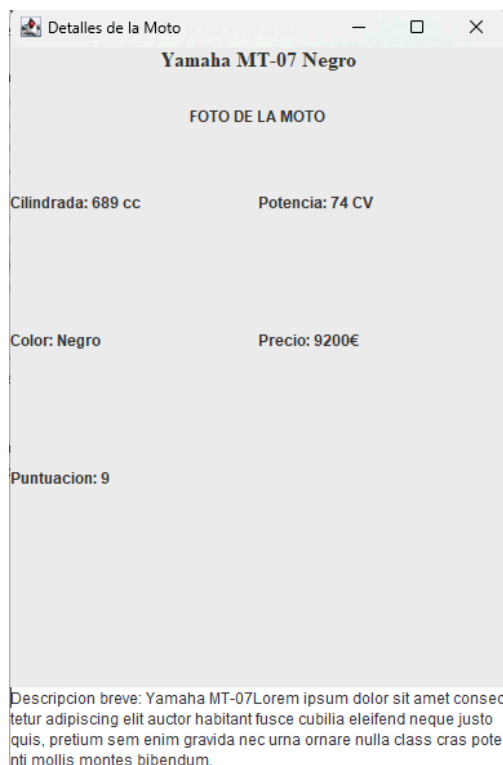 Detalles de la Moto
Yamaha MT-07 Negro
FOTO DE LA MOTO
Cilindrada: 689 cc Potencia: 74 CV
Color: Negro Precio: 9200€
Puntuacion: 9
Descripcion breve: Yamaha MT-07Lorem ipsum dolor sit amet consec
tetur adipiscing elit auctor habitant fusce cubilia eleifend neque justo
quis, pretium sem enim gravida nec urna ornare nulla class cras pote
nti mollis montes bibendum.